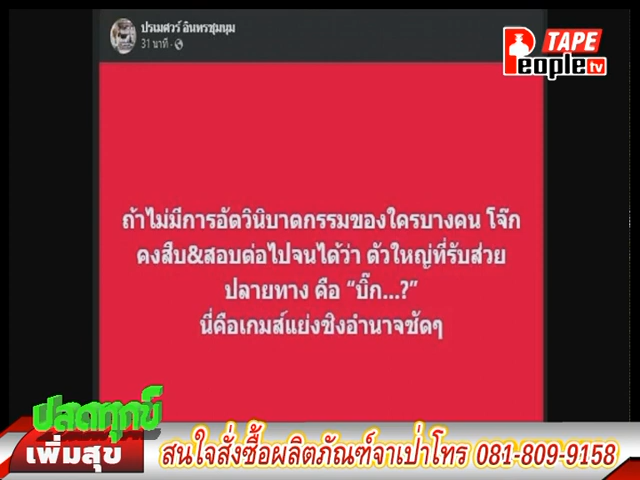 ปรเมศวร์ อินทรชุมนุม
31 นาที ·
TAPE
People tv
ถ้าไม่มีการอัตวินิบาตกรรมของใครบางคน โจ๊ก
คงสืบ&สอบต่อไปจนได้ว่า ตัวใหญ่ที่รับส่วย
ปลายทาง คือ “บิ๊ก...?”
นี่คือเกมส์แย่งชิงอำนาจชัดๆ
ปลดทุกข์
เพิ่มสุข
สนใจสั่งซื้อผลิตภัณฑ์จาเป่าโทร 081-809-9158